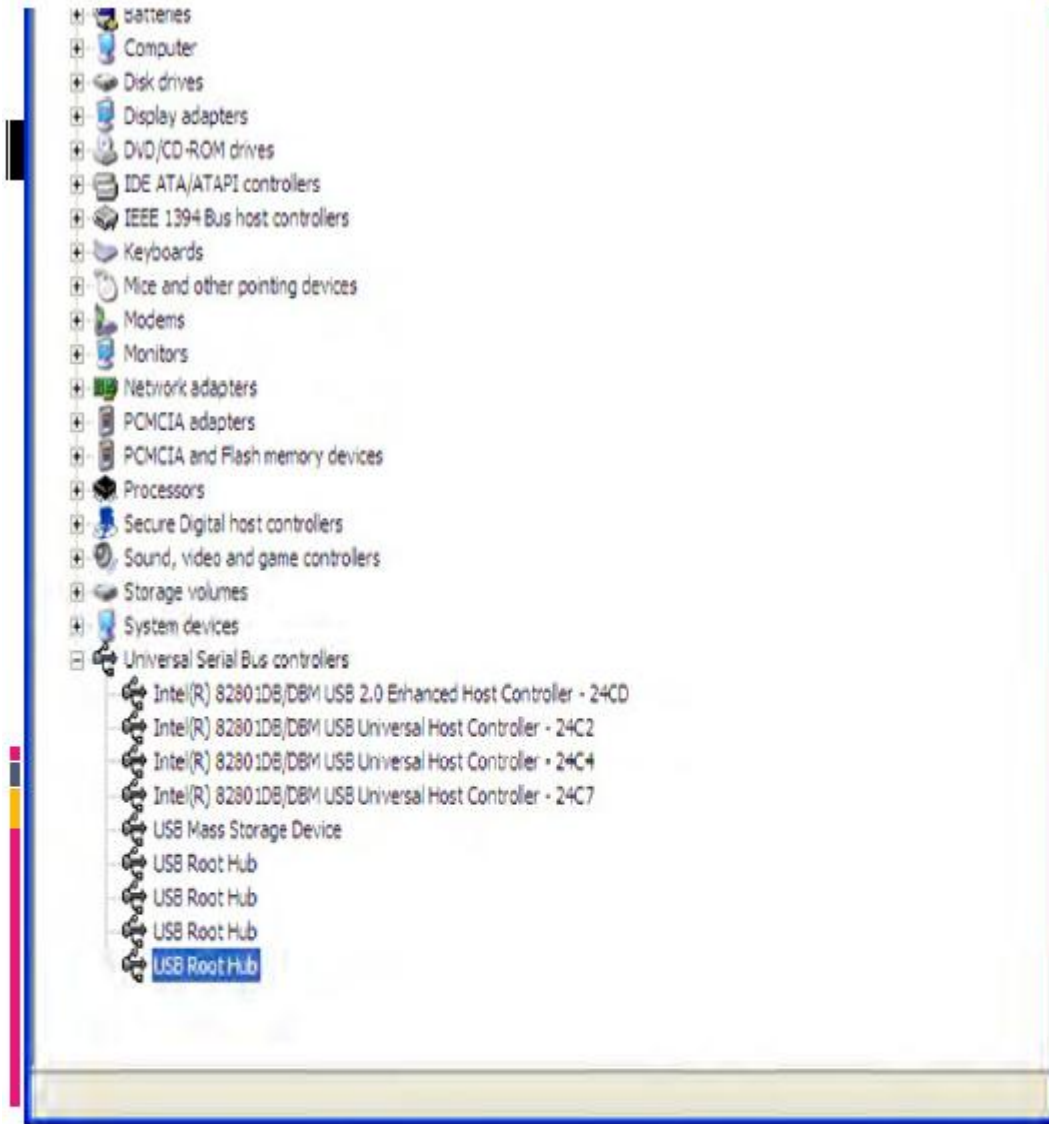 Batteries
Computer
Disk drives
Display adapters
DVD/CD-ROM drives
IDE ATA/ATAPI controllers
IEEE 1394 Bus host controllers
Keyboards
Mice and other pointing devices
Modems
Monitors
Network adapters
PCMCIA adapters
PCMCIA and Flash memory devices
Processors
Secure Digital host controllers
Sound, video and game controllers
Storage volumes
System devices
Universal Serial Bus controllers
Intel(R) 82801DB/DBM USB 2.0 Enhanced Host Controller - 24CD
Intel(R) 82801DB/DBM USB Universal Host Controller - 24C2
Intel(R) 82801DB/DBM USB Universal Host Controller - 24C4
Intel(R) 82801DB/DBM USB Universal Host Controller - 24C7
USB Mass Storage Device
USB Root Hub
USB Root Hub
USB Root Hub
USB Root Hub